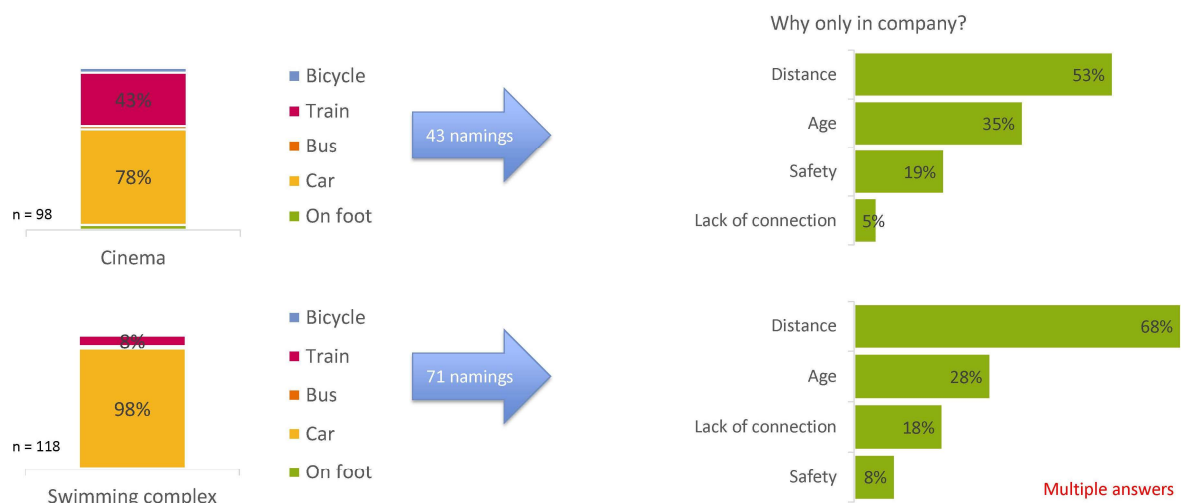 Why only in company?
43%
78%
n = 98
Cinema
Bicycle
Train
Bus
Car
On foot
43 namings
Distance
53%
Age
35%
Safety
19%
Lack of connection
5%
8%
98%
n = 118
Swimming complex
Bicycle
Train
Bus
Car
On foot
71 namings
Distance
68%
Age
28%
Lack of connection
18%
Safety
8%
Multiple answers